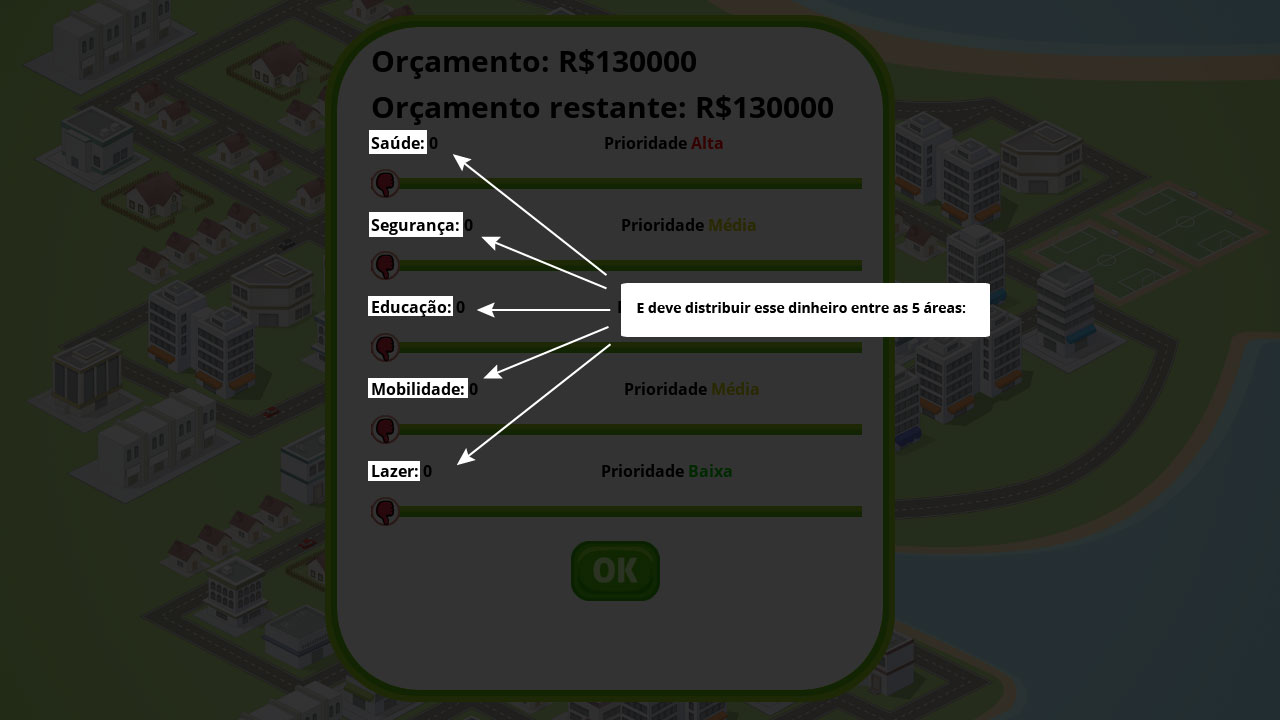 Orçamento: R$130000
Orçamento restante: R$130000
Saúde: 0 Prioridade Alta
Segurança: 0 Prioridade Média
Educação: 0
E deve distribuir esse dinheiro entre as 5 áreas:
Mobilidade: 0 Prioridade Média
Lazer: 0 Prioridade Baixa
OK